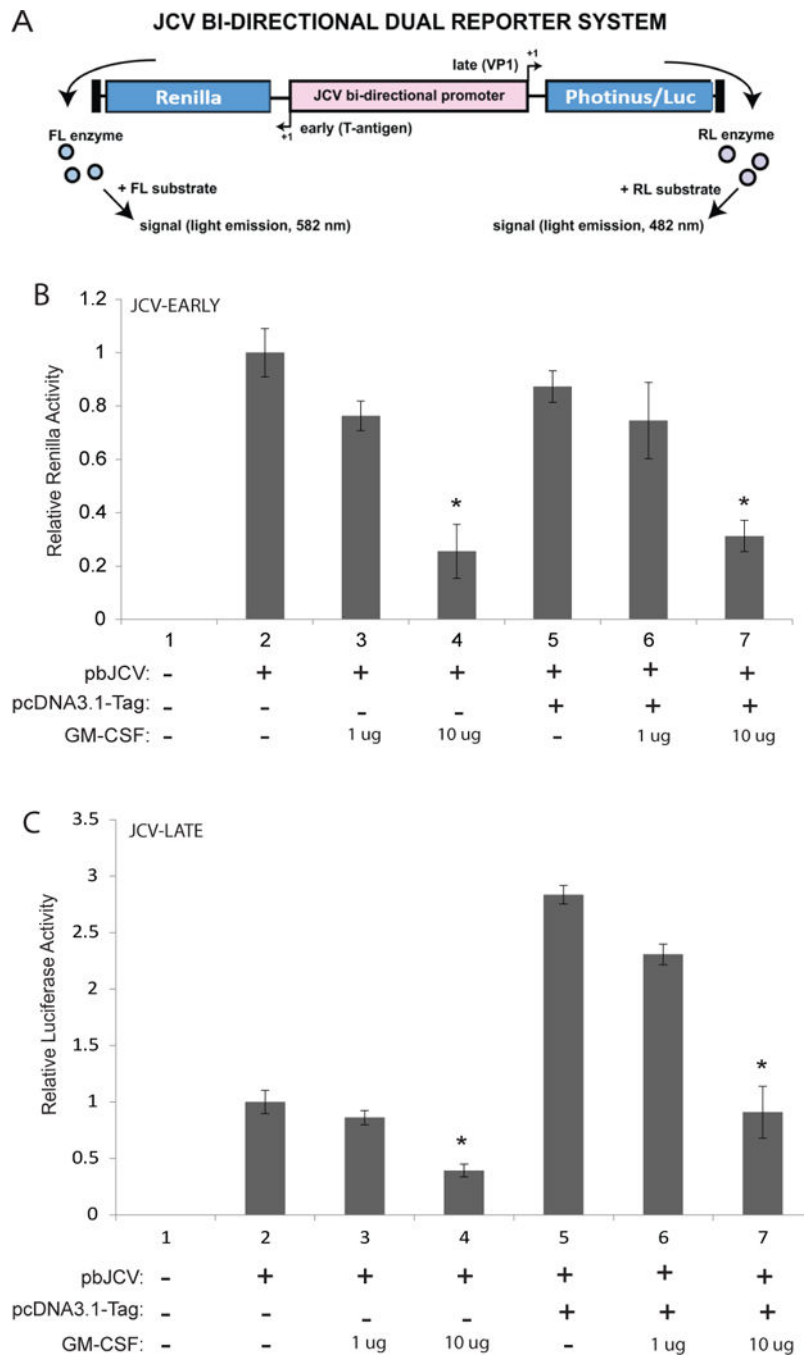 A
JCV BI-DIRECTIONAL DUAL REPORTER SYSTEM
late (VP1) +1
Renilla JCV bi-directional promoter Photinus/Luc
+1 early (T-antigen)
FL enzyme RL enzyme
+ FL substrate + RL substrate
signal (light emission, 582 nm) signal (light emission, 482 nm)
B
JCV-EARLY
Relative Renilla Activity
1.2
1
0.8
0.6
0.4
0.2
0
* *
1 2 3 4 5 6 7
pbJCV: - + + + + + +
pcDNA3.1-Tag: - - - - + + +
GM-CSF: - - 1 ug 10 ug - 1 ug 10 ug
C
JCV-LATE
Relative Luciferase Activity
3.5
3
2.5
2
1.5
1
0.5
0
* *
1 2 3 4 5 6 7
pbJCV: - + + + + + +
pcDNA3.1-Tag: - - - - + + +
GM-CSF: - - 1 ug 10 ug - 1 ug 10 ug